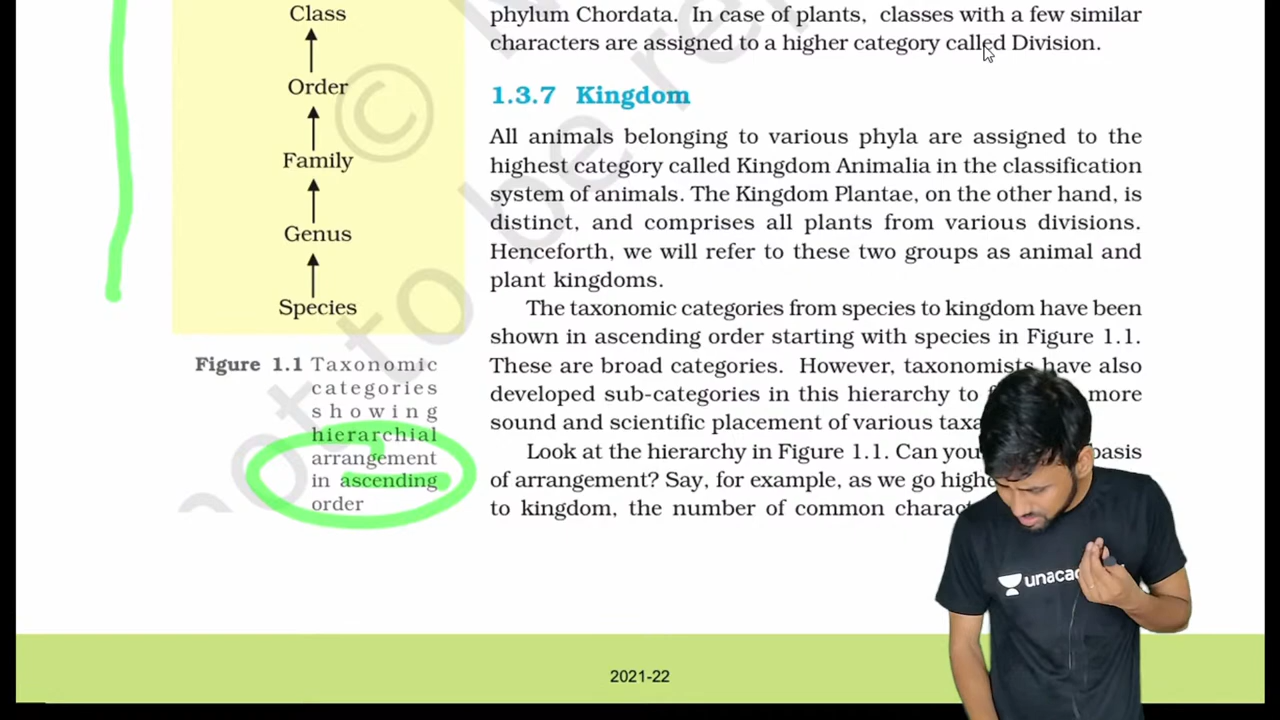 Class
Order
Family
Genus
Species
Figure 1.1 Taxonomic
categories
showing
hierarchial
arrangement
in ascending
order
phylum Chordata. In case of plants, classes with a few similar
characters are assigned to a higher category called Division.
1.3.7 Kingdom
All animals belonging to various phyla are assigned to the
highest category called Kingdom Animalia in the classification
system of animals. The Kingdom Plantae, on the other hand, is
distinct, and comprises all plants from various divisions.
Henceforth, we will refer to these two groups as animal and
plant kingdoms.
The taxonomic categories from species to kingdom have been
shown in ascending order starting with species in Figure 1.1.
These are broad categories. However, taxonomists have also
developed sub-categories in this hierarchy to more
sound and scientific placement of various taxa
Look at the hierarchy in Figure 1.1. Can you basis
of arrangement? Say, for example, as we go highe
to kingdom, the number of common charact
unacad
©
not to be re
2021-22